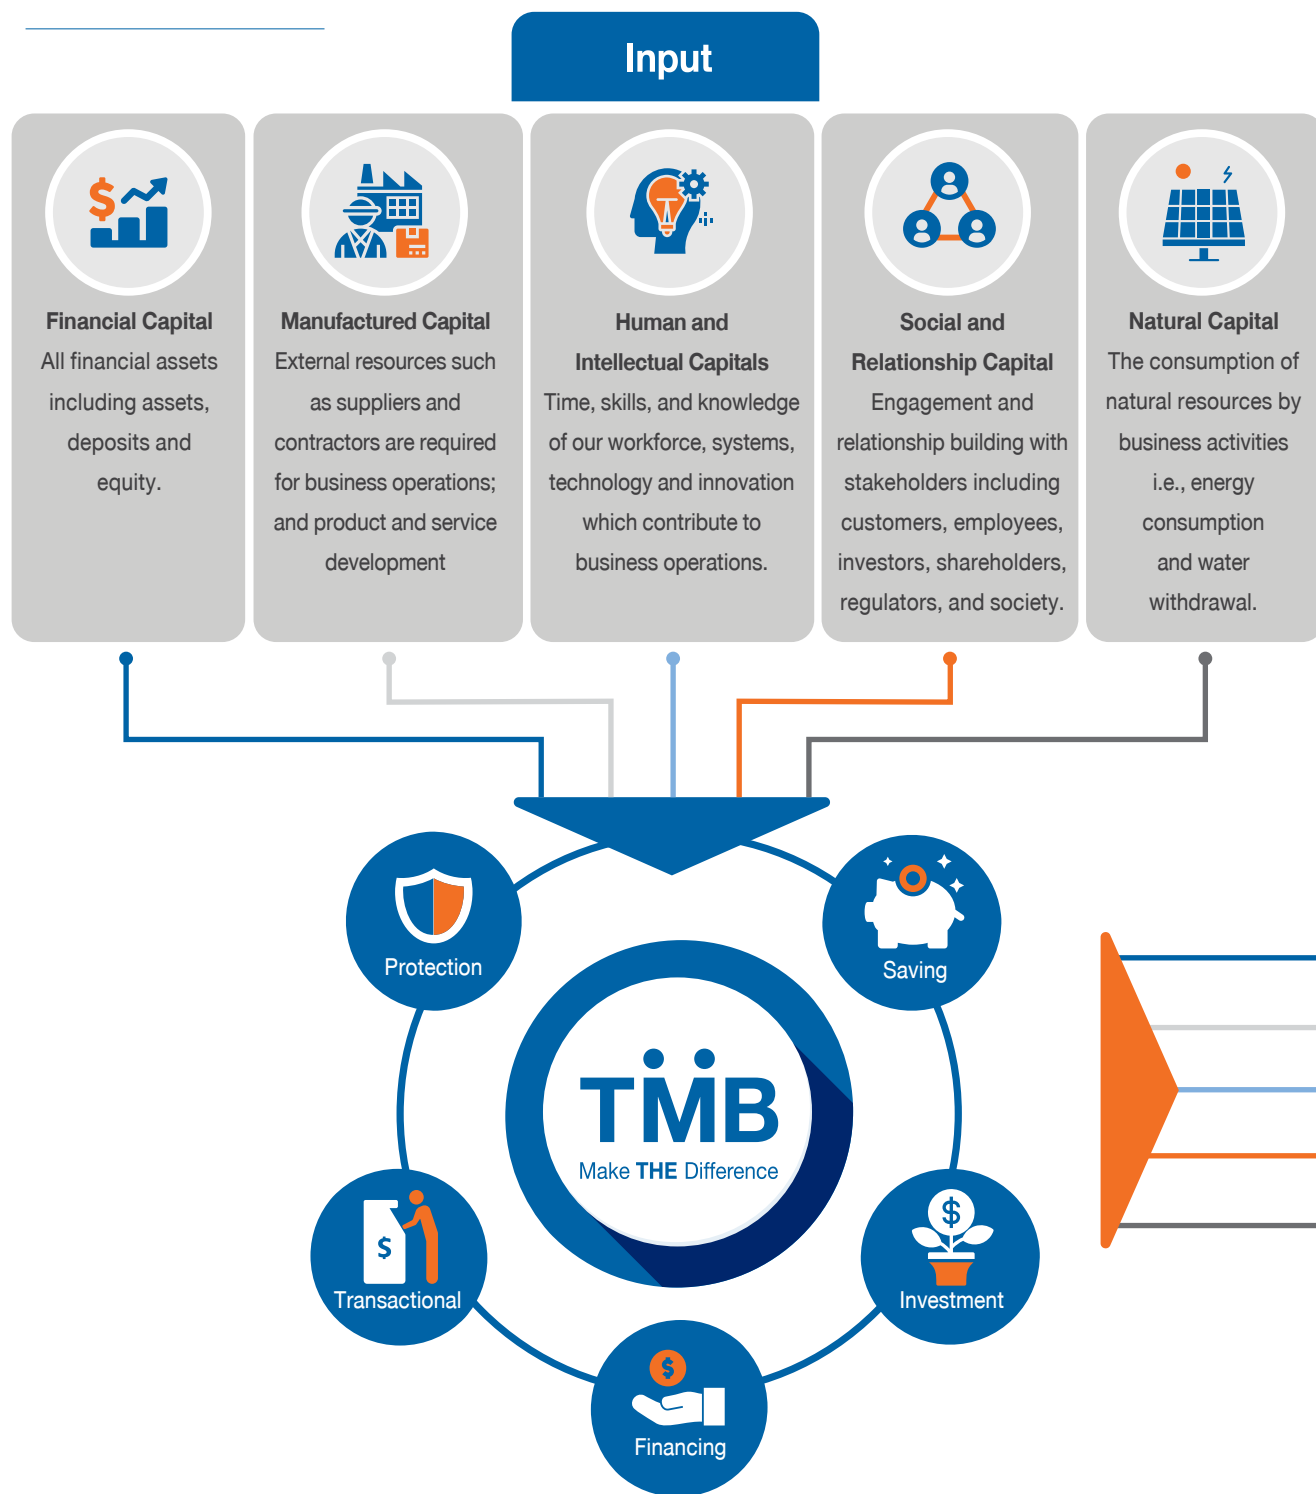 Input
Financial Capital
All financial assets
including assets,
deposits and
equity.
Manufactured Capital
External resources such
as suppliers and
contractors are required
for business operations;
and product and service
development
Human and
Intellectual Capitals
Time, skills, and knowledge
of our workforce, systems,
technology and innovation
which contribute to
business operations.
Social and
Relationship Capital
Engagement and
relationship building with
stakeholders including
customers, employees,
investors, shareholders,
regulators, and society.
Natural Capital
The consumption of
natural resources by
business activities
i.e., energy
consumption
and water
withdrawal.
Protection
Saving
TMB
Make THE Difference
Transactional
Investment
Financing